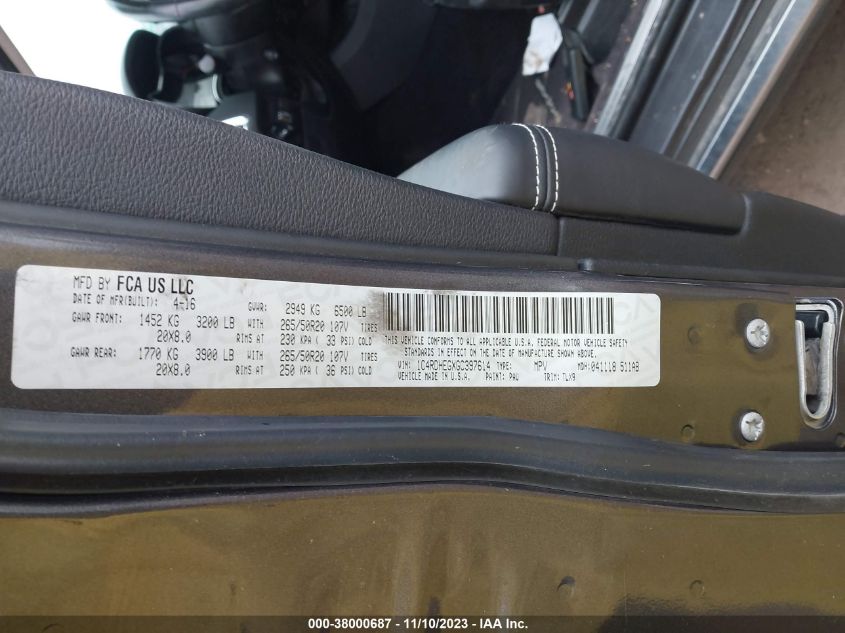 MFD BY FCA US LLC
DATE OF MFR(BUILT): 4-16 GVWR: 2949 KG 6500 LB
GAWR FRONT: 1452 KG 3200 LB WITH 265/50R20 107V TIRES
20X8.0 RIMS AT 230 KPA ( 33 PSI) COLD
GAWR REAR: 1770 KG 3900 LB WITH 265/50R20 107V TIRES
20X8.0 RIMS AT 250 KPA ( 36 PSI) COLD
THIS VEHICLE CONFORMS TO ALL APPLICABLE U.S.A. FEDERAL MOTOR VEHICLE SAFETY
STANDARDS IN EFFECT ON THE DATE OF MANUFACTURE SHOWN ABOVE.
VIN: 1C4RDHEGXGC397614 TYPE: MPV MDH: 041118 511AB
VEHICLE MADE IN U.S.A. PAINT: PAU TRIM: TLX9
000-38000687 - 11/10/2023 - IAA Inc.